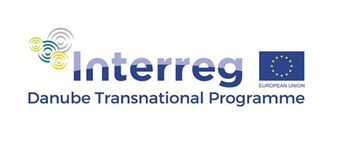 Interreg
EUROPEAN UNION
Danube Transnational Programme